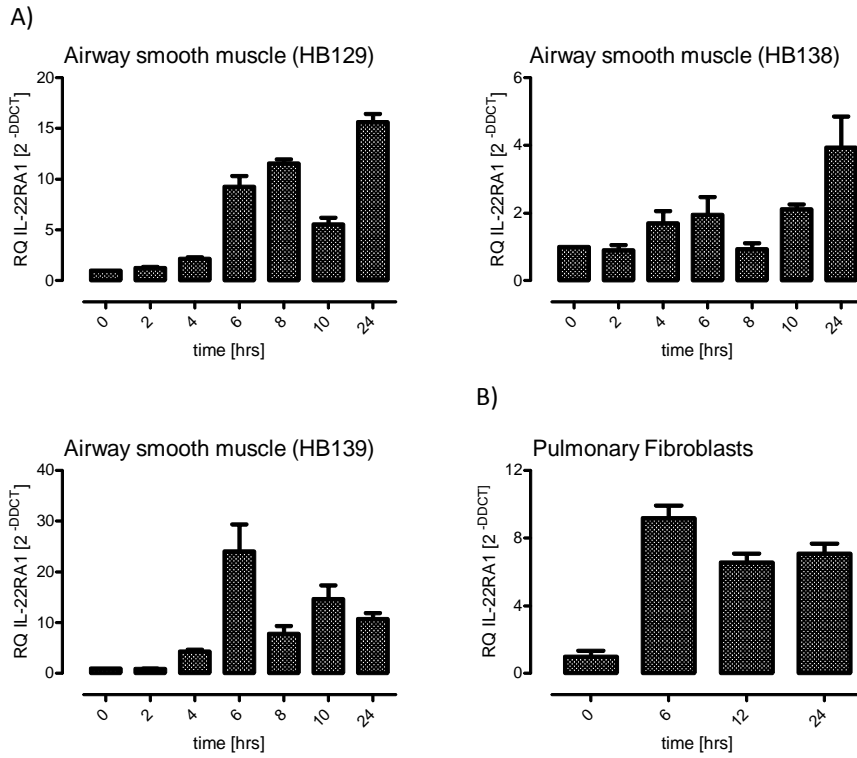 A)
Airway smooth muscle (HB129)
RQ IL-22RA1 [2 -DDCT]
20
15
10
5
0
0 2 4 6 8 10 24
time [hrs]
Airway smooth muscle (HB138)
RQ IL-22RA1 [2 -DDCT]
6
4
2
0
0 2 4 6 8 10 24
time [hrs]
Airway smooth muscle (HB139)
RQ IL-22RA1 [2 -DDCT]
40
30
20
10
0
0 2 4 6 8 10 24
time [hrs]
B)
Pulmonary Fibroblasts
RQ IL-22RA1 [2 -DDCT]
12
8
4
0
0 6 12 24
time [hrs]